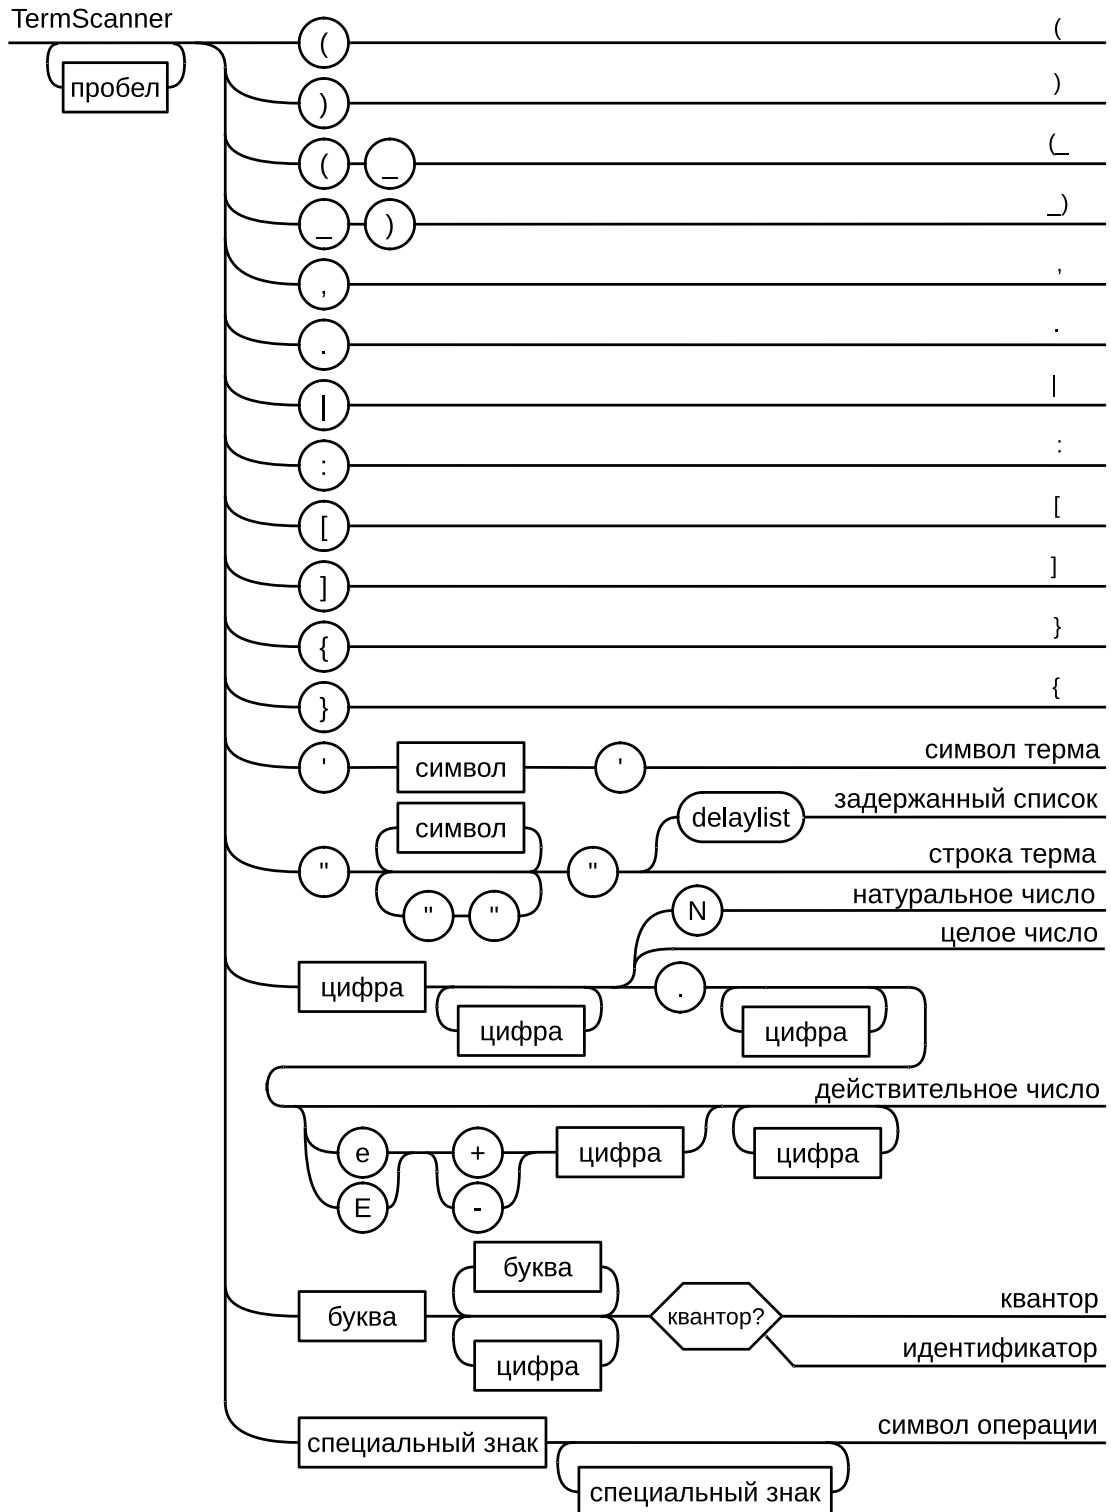 TermScanner
пробел
( (
) )
( _ (_
_ ) _)
, ,
. .
| |
: :
[ [
] ]
{ }
} {
' символ ' символ терма
символ
delaylist задержанный список
" " строка терма
" "
N натуральное число
целое число
цифра .
цифра цифра
действительное число
e + цифра цифра
E -
буква
буква квантор? квантор
цифра идентификатор
специальный знак символ операции
специальный знак